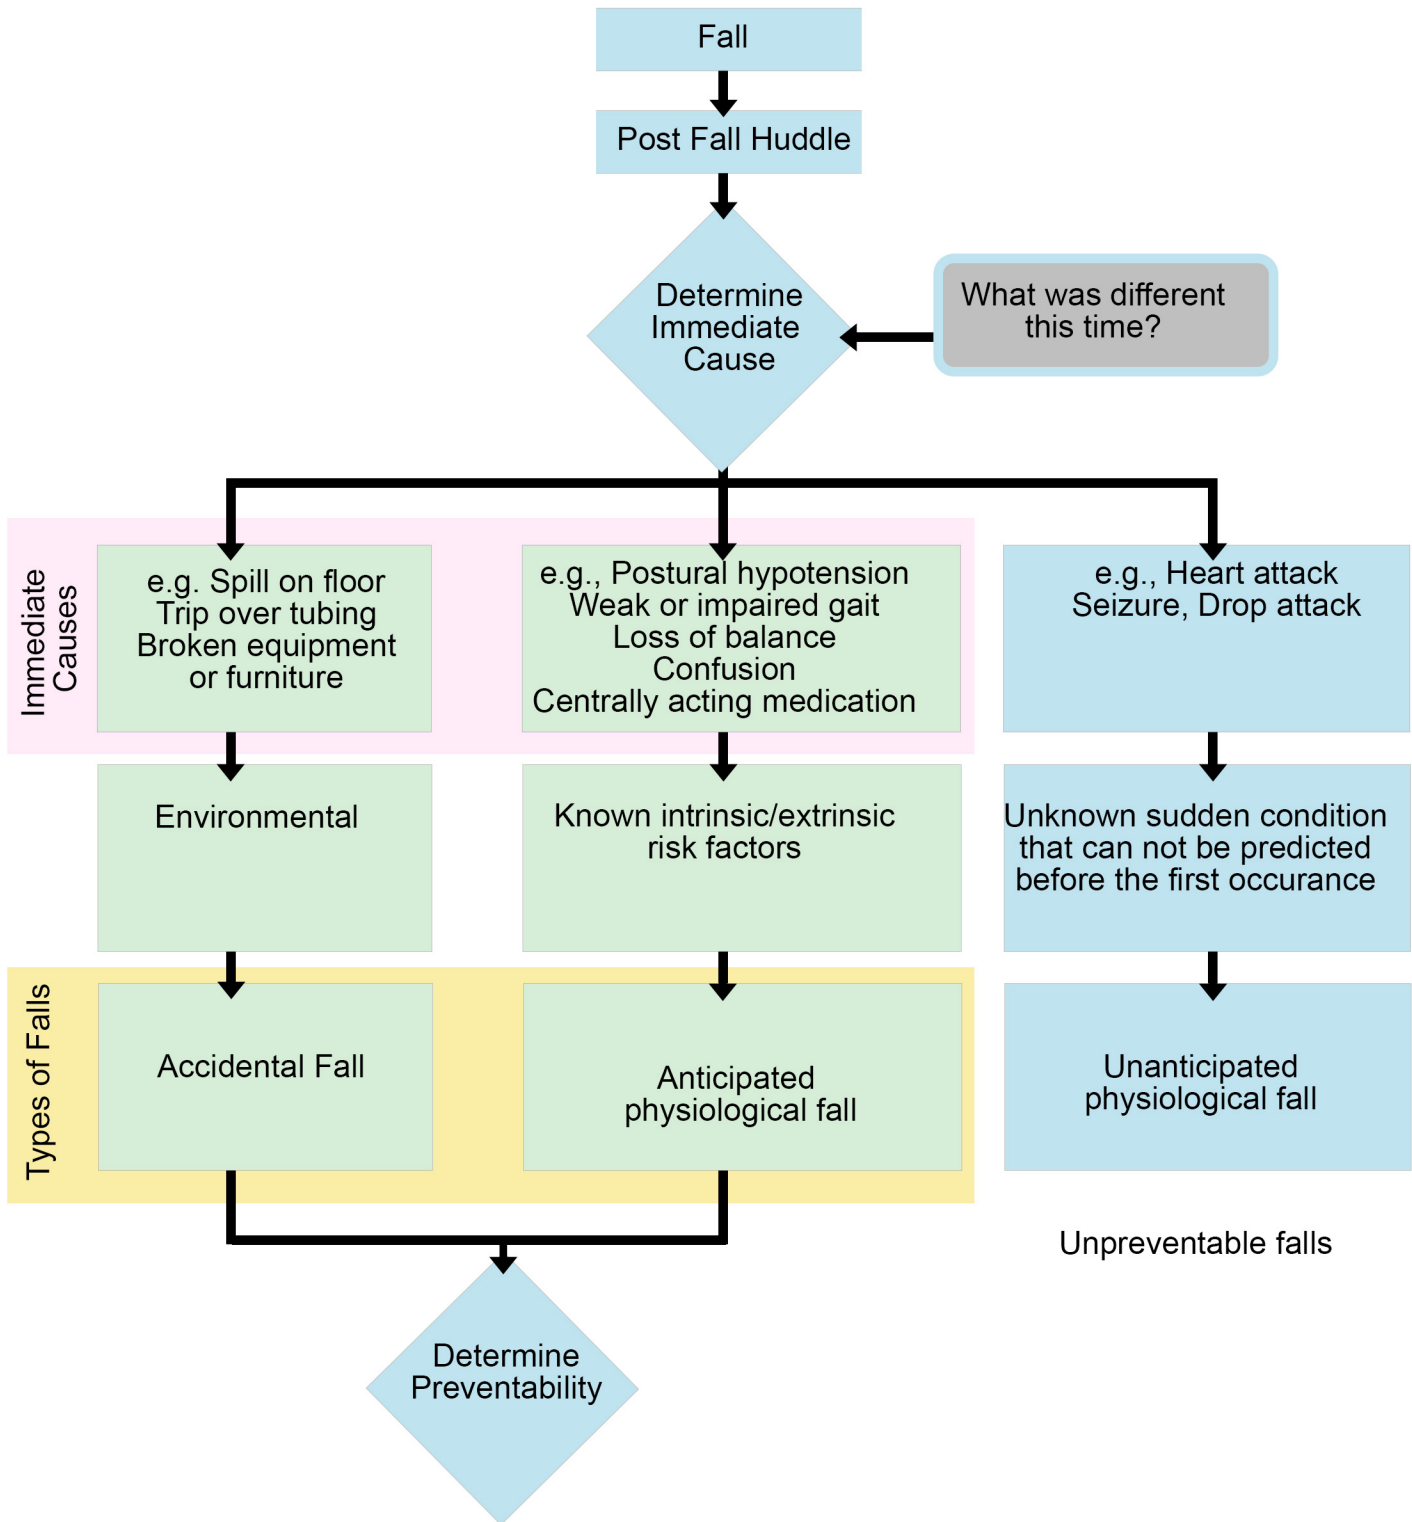 Fall
Post Fall Huddle
Determine
Immediate
Cause
What was different
this time?
Immediate
Causes
e.g. Spill on floor
Trip over tubing
Broken equipment
or furniture
e.g., Postural hypotension
Weak or impaired gait
Loss of balance
Confusion
Centrally acting medication
e.g., Heart attack
Seizure, Drop attack
Environmental
Known intrinsic/extrinsic
risk factors
Unknown sudden condition
that can not be predicted
before the first occurance
Types of Falls
Accidental Fall
Anticipated
physiological fall
Unanticipated
physiological fall
Unpreventable falls
Determine
Preventability